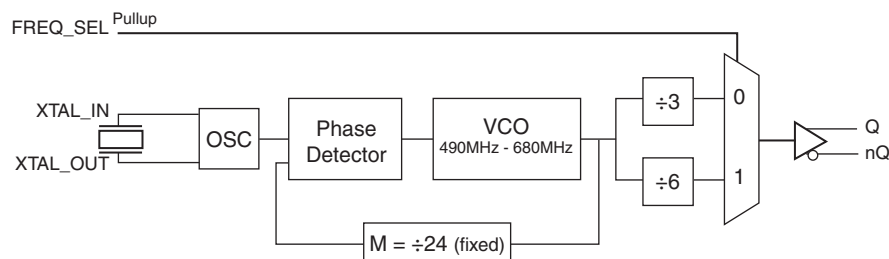 FREQ_SEL Pullup
XTAL_IN
XTAL_OUT
OSC
Phase
Detector
VCO
490MHz - 680MHz
÷3
÷6
0
1
Q
nQ
M = ÷24 (fixed)